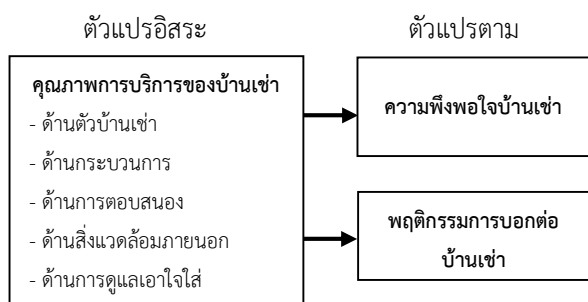 ตัวแปรอิสระ
ตัวแปรตาม
คุณภาพการบริการของบ้านเช่า
- ด้านตัวบ้านเช่า
- ด้านกระบวนการ
- ด้านการตอบสนอง
- ด้านสิ่งแวดล้อมภายนอก
- ด้านการดูแลเอาใจใส่
ความพึงพอใจบ้านเช่า
พฤติกรรมการบอกต่อ
บ้านเช่า